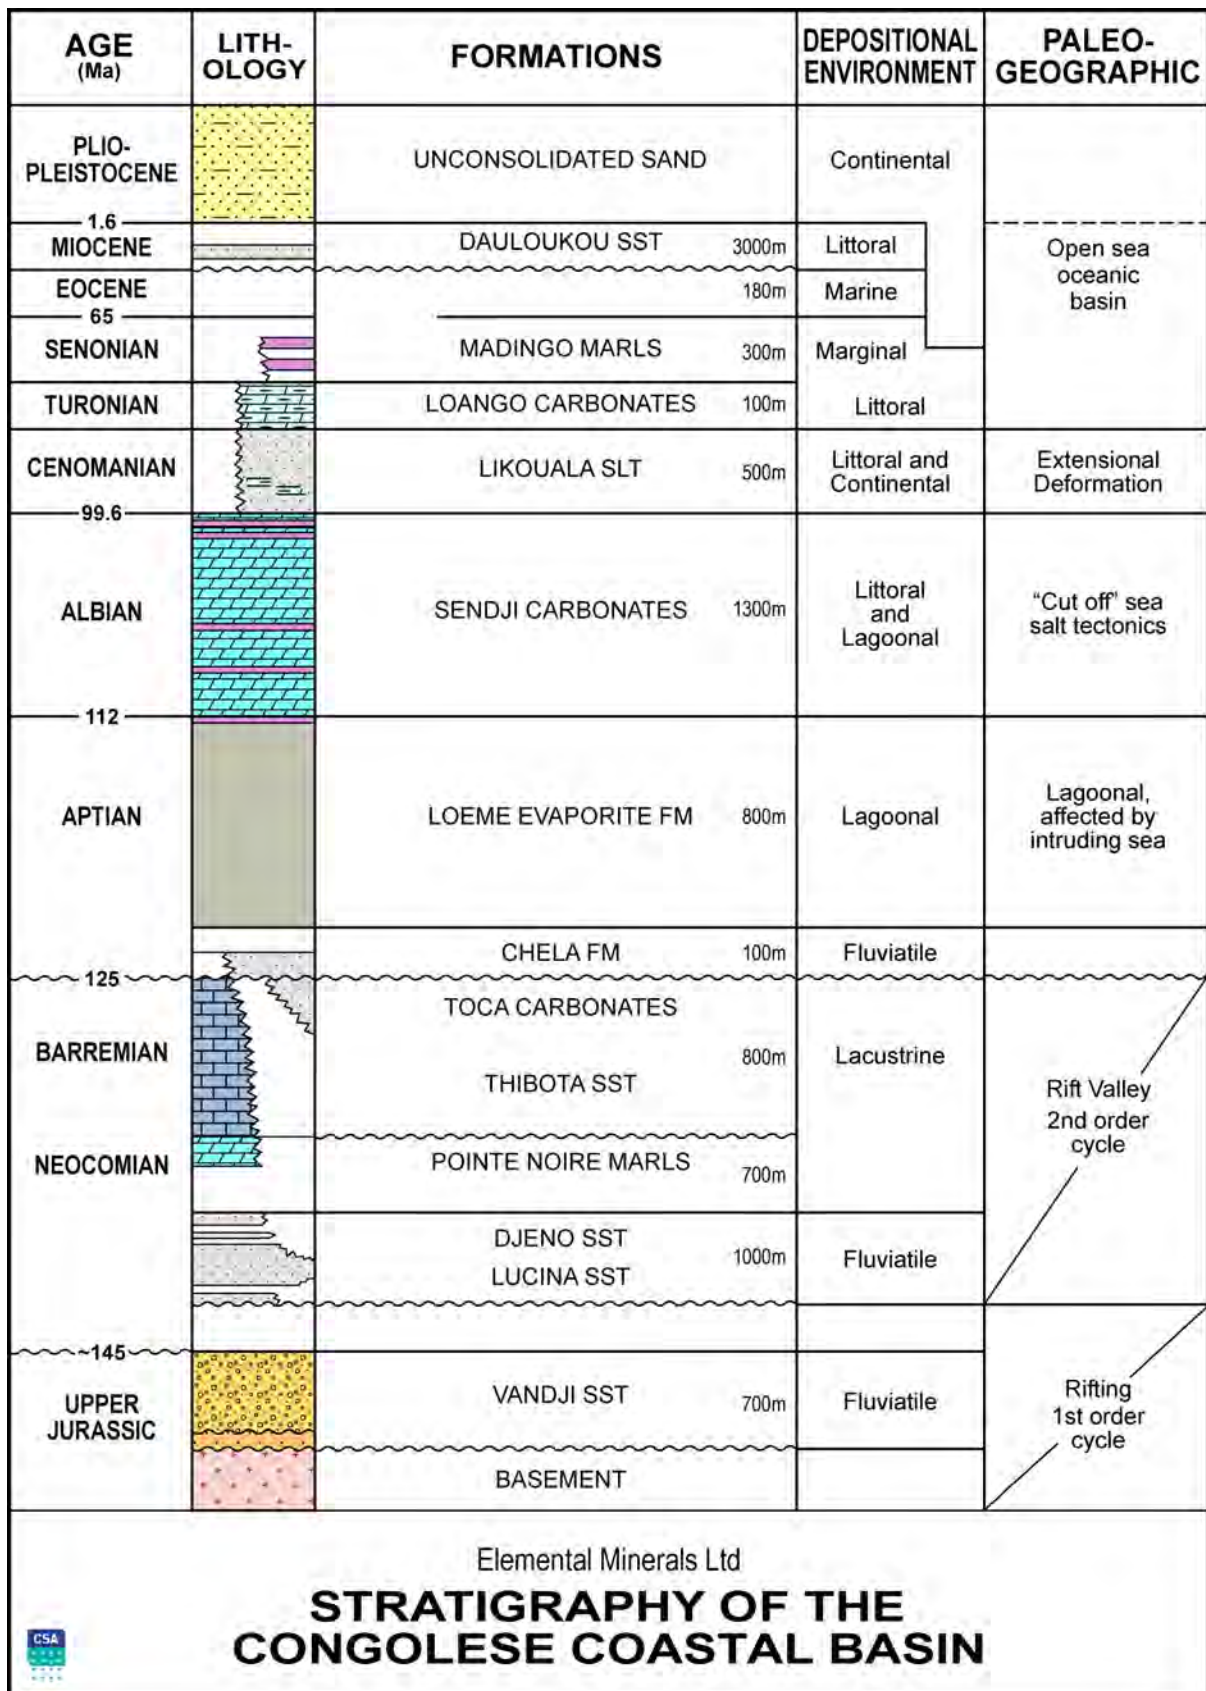 AGE
(Ma)
LITH-
OLOGY
FORMATIONS
DEPOSITIONAL
ENVIRONMENT
PALEO-
GEOGRAPHIC
PLIO-
PLEISTOCENE
UNCONSOLIDATED SAND
Continental
1.6
MIOCENE
DAULOUKOU SST
3000m
Littoral
Open sea
oceanic
basin
EOCENE
180m
Marine
65
SENONIAN
MADINGO MARLS
300m
Marginal
TURONIAN
LOANGO CARBONATES
100m
Littoral
CENOMANIAN
LIKOUALA SLT
500m
Littoral and
Continental
Extensional
Deformation
99.6
ALBIAN
SENDJI CARBONATES
1300m
Littoral
and
Lagoonal
"Cut off" sea
salt tectonics
112
APTIAN
LOEME EVAPORITE FM
800m
Lagoonal
Lagoonal,
affected by
intruding sea
CHELA FM
100m
Fluviatile
125
TOCA CARBONATES
BARREMIAN
800m
Lacustrine
THIBOTA SST
Rift Valley
2nd order
cycle
NEOCOMIAN
POINTE NOIRE MARLS
700m
DJENO SST
LUCINA SST
1000m
Fluviatile
~145
UPPER
JURASSIC
VANDJI SST
700m
Fluviatile
Rifting
1st order
cycle
BASEMENT
Elemental Minerals Ltd
STRATIGRAPHY OF THE
CONGOLESE COASTAL BASIN
CSA